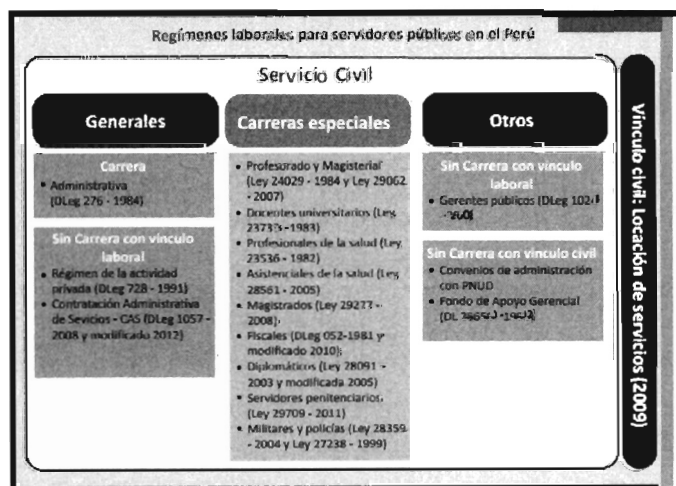 Regímenes laborales para servidores públicos en el Perú
Servicio Civil
Generales
Carrera
• Administrativa
(DLeg 276 - 1984)
Sin Carrera con vínculo
laboral
• Régimen de la actividad
privada (DLeg 728 - 1991)
• Contratación Administrativa
de Sevicios - CAS (DLeg 1057 -
2008 y modificado 2012)
Carreras especiales
• Profesorado y Magisterial
(Ley 24029 - 1984 y Ley 29062
- 2007)
• Docentes universitarios (Ley
23733 -1983)
• Profesionales de la salud (Ley
23536 - 1982)
• Asistenciales de la salud (Ley
28561 - 2005)
• Magistrados (Ley 29277 -
2008);
• Fiscales (DLeg 052-1981 y
modificado 2010);
• Diplomáticos (Ley 28091 -
2003 y modificada 2005)
• Servidores penitenciarios.
(Ley 29709 - 2011)
• Militares y policías (Ley 28359
- 2004 y Ley 27238 - 1999)
Otros
Sin Carrera con vínculo
laboral
• Gerentes públicos (DLeg
Sin Carrera con vínculo civil
• Convenios de administración
con PNUD
• Fondo de Apoyo Gerencial
(DL
Vínculo civil: Locación de servicios (2009)